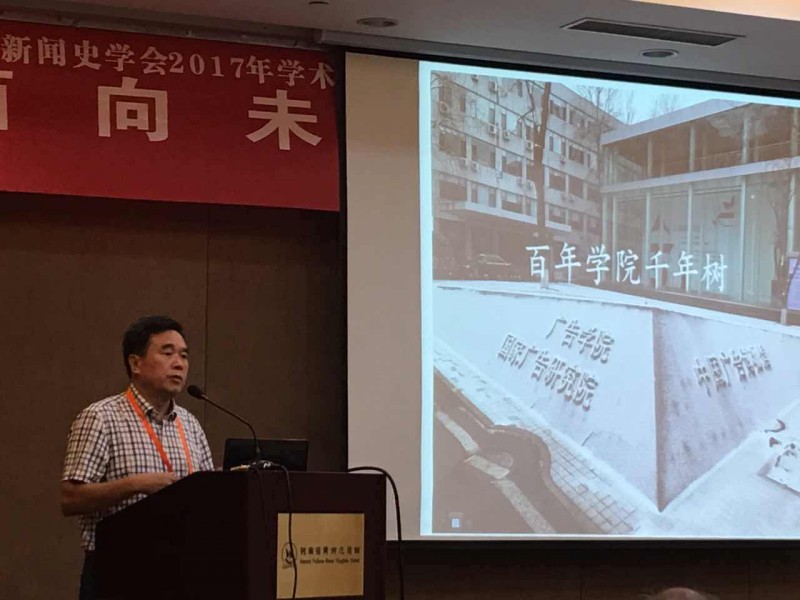 新闻史学会2017年学术
面向未
百年学院千年树
广告学院
国际广告研究院
中国广告博物馆